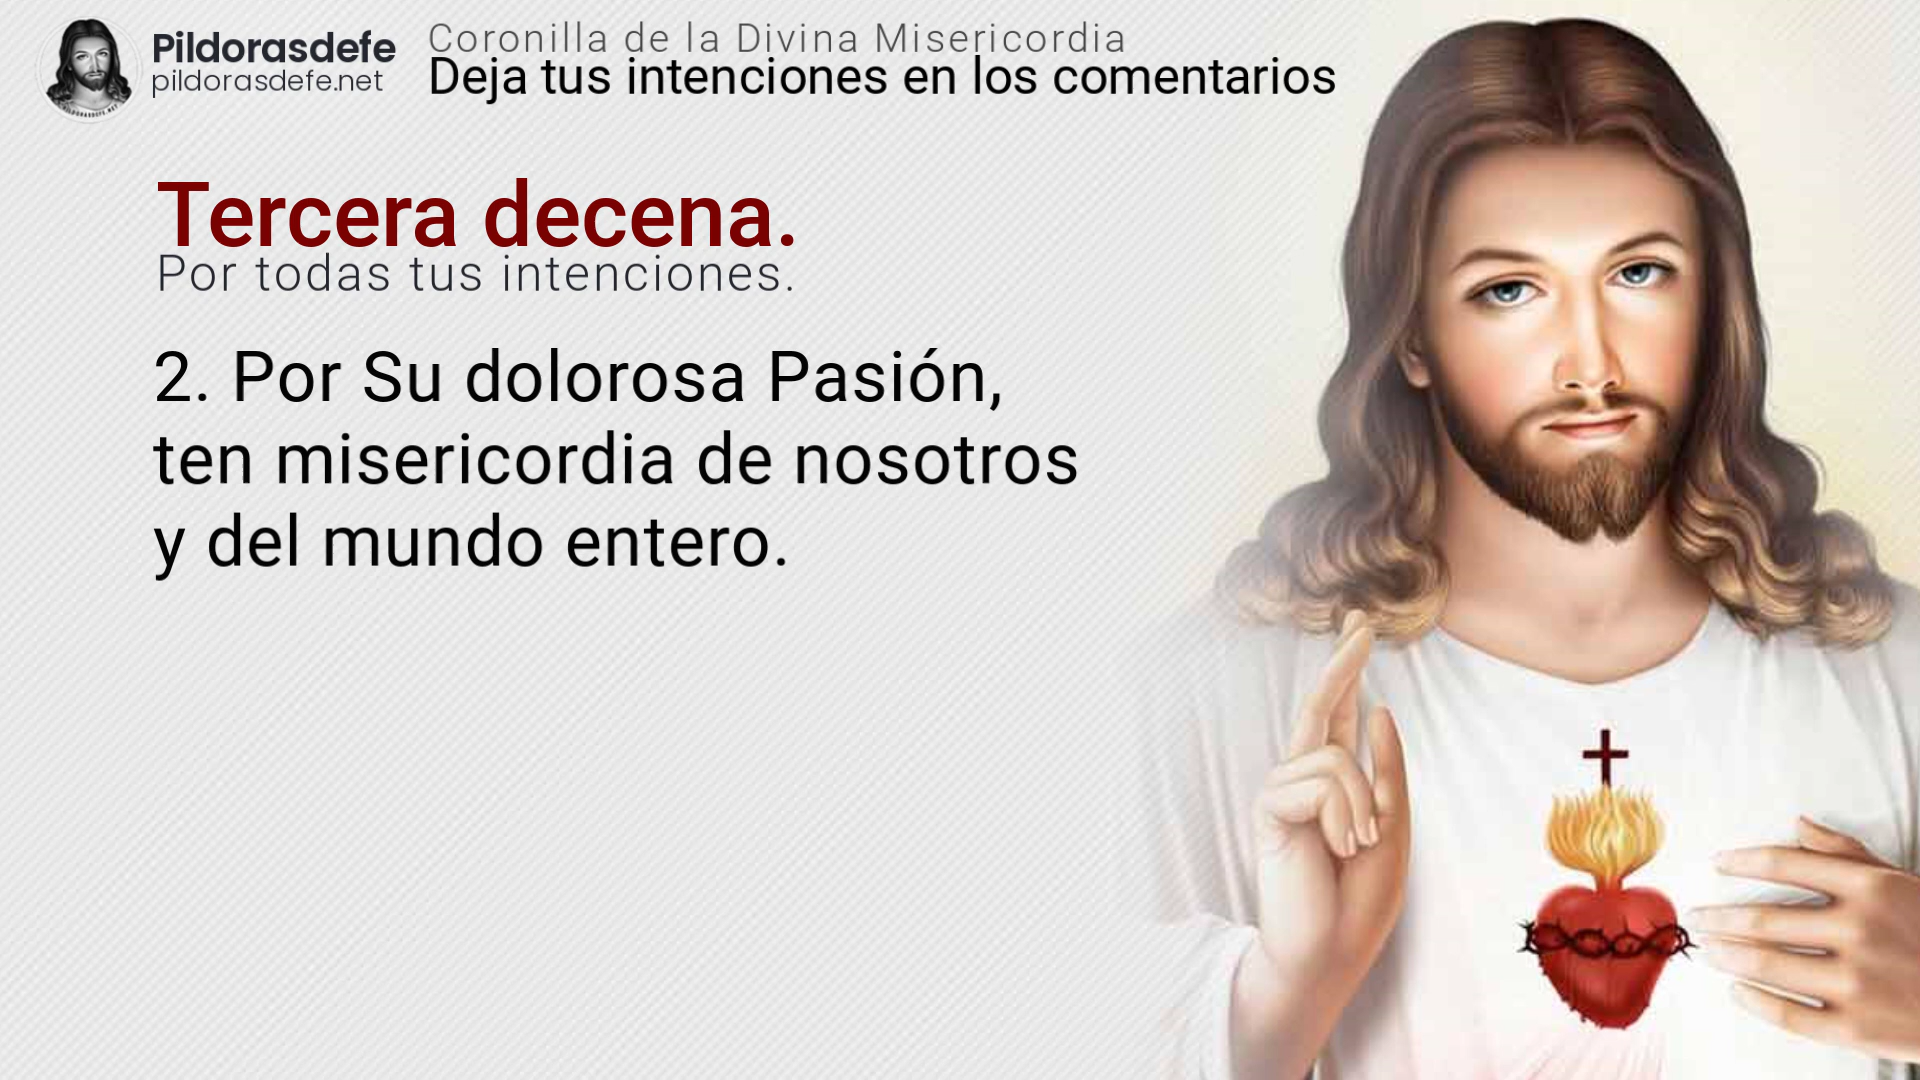 Pildorasdefe
pildorasdefe.net
Coronilla de la Divina Misericordia
Deja tus intenciones en los comentarios
Tercera decena.
Por todas tus intenciones.
2. Por Su dolorosa Pasión,
ten misericordia de nosotros
y del mundo entero.